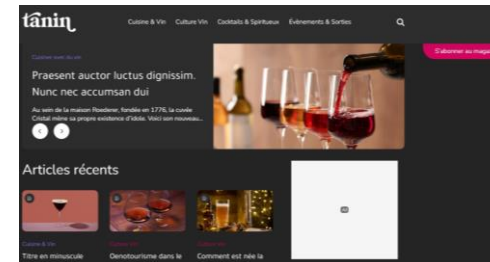 tanin
Cuisine & Vin Culture Vin Cocktails & Spiritueux Évènements & Sorties
S'abonner au maga
Praesent auctor luctus dignissim.
Nunc nec accumsan dui
Au sein de la maison Roederer, fondée en 1776, la cuvée
Cristal mène sa propre existence d'idole. Voici son nouveau...
Articles récents
Cuisine & Vin
Culture Vin
Culture Vin
Titre en minuscule
Oenotourisme dans le
Comment est née la